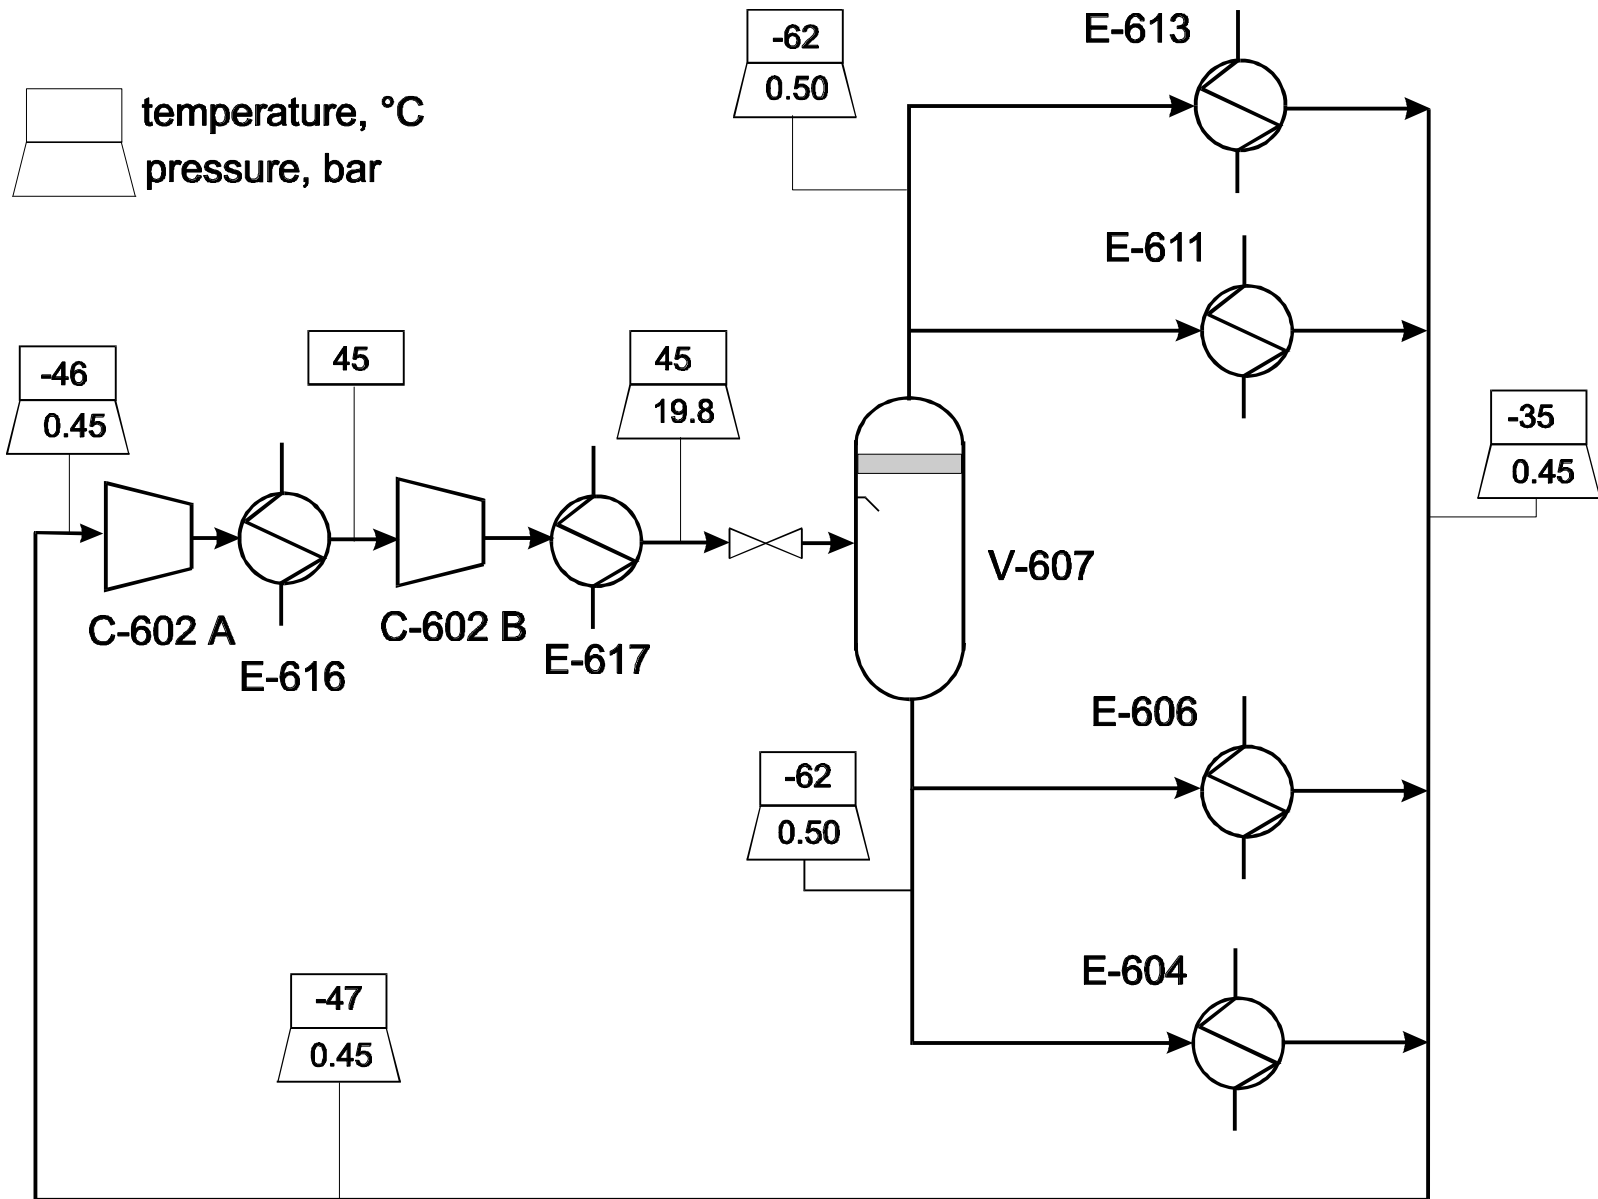 -62
0.50
E-613
temperature, °C
pressure, bar
E-611
-46
0.45
45
45
19.8
-35
0.45
V-607
C-602 A
E-616
C-602 B
E-617
E-606
-62
0.50
E-604
-47
0.45